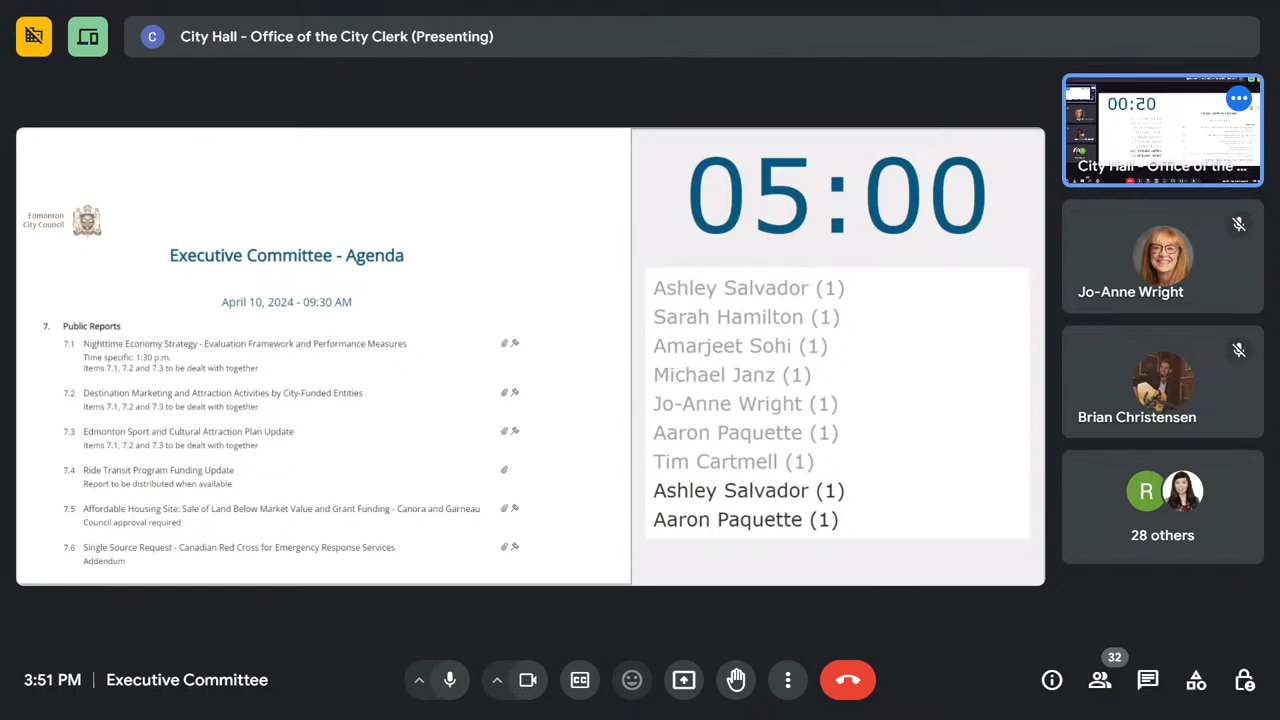 C City Hall - Office of the City Clerk (Presenting)
Edmonton
City Council
Executive Committee - Agenda
April 10, 2024 - 09:30 AM
7. Public Reports
7.1 Nighttime Economy Strategy - Evaluation Framework and Performance Measures
Time specific: 1:30 p.m.
Items 7.1, 7.2 and 7.3 to be dealt with together
7.2 Destination Marketing and Attraction Activities by City-Funded Entities
Items 7.1, 7.2 and 7.3 to be dealt with together
7.3 Edmonton Sport and Cultural Attraction Plan Update
Items 7.1, 7.2 and 7.3 to be dealt with together
7.4 Ride Transit Program Funding Update
Report to be distributed when available
7.5 Affordable Housing Site: Sale of Land Below Market Value and Grant Funding - Canora and Garneau
Council approval required
7.6 Single Source Request - Canadian Red Cross for Emergency Response Services
Addendum
05:00
Ashley Salvador (1)
Sarah Hamilton (1)
Amarjeet Sohi (1)
Michael Janz (1)
Jo-Anne Wright (1)
Aaron Paquette (1)
Tim Cartmell (1)
Ashley Salvador (1)
Aaron Paquette (1)
05:00
City Hall - Office of the ...
Jo-Anne Wright
Brian Christensen
R
28 others
3:51 PM | Executive Committee
CC
32